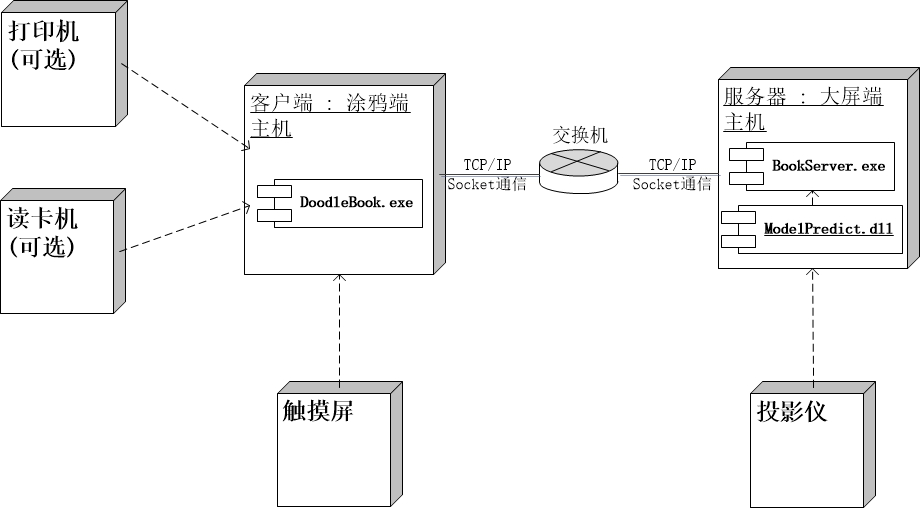 打印机
(可选)
客户端 : 涂鸦端
主机
DoodleBook.exe
读卡机
(可选)
TCP/IP
Socket通信
交换机
TCP/IP
Socket通信
服务器 : 大屏端
主机
BookServer.exe
ModelPredict.dll
触摸屏
投影仪